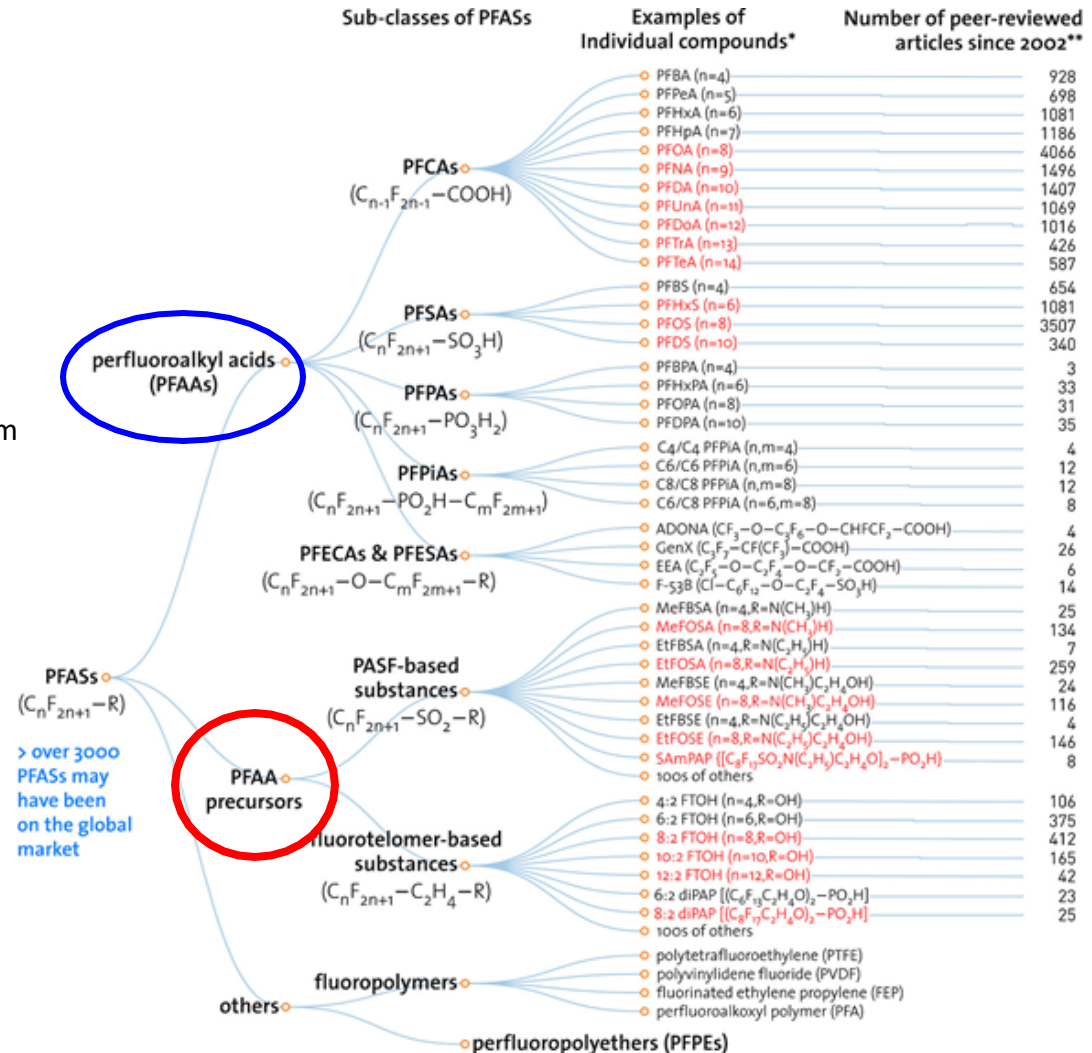 Sub-classes of PFASs
Examples of
Individual compounds*
Number of peer-reviewed
articles since 2002**
PFBA (n=4) 928
PFPeA (n=5) 698
PFHxA (n=6) 1081
PFHpA (n=7) 1186
PFOA (n=8) 4066
PFNA (n=9) 1496
PFDA (n=10) 1407
PFUnA (n=11) 1069
PFDoA (n=12) 1016
PFTrA (n=13) 426
PFTeA (n=14) 587
PFCAs
(Cn-1F2n-1–COOH)
PFBS (n=4) 654
PFHxS (n=6) 1081
PFOS (n=8) 3507
PFDS (n=10) 340
PFSAs
(CnF2n+1–SO3H)
perfluoroalkyl acids
(PFAAs)
PFBPA (n=4) 3
PFHxPA (n=6) 33
PFOPA (n=8) 31
PFDPA (n=10) 35
PFPAs
(CnF2n+1–PO3H2)
m
C4/C4 PFPiA (n,m=4) 4
C6/C6 PFPiA (n,m=6) 12
C8/C8 PFPiA (n,m=8) 12
C6/C8 PFPiA (n=6,m=8) 8
PFPiAs
(CnF2n+1–PO2H–CmF2m+1)
ADONA (CF3–O–C3F6–O–CHFCF2–COOH) 4
GenX (C3F7–CF(CF3)–COOH) 26
EEA (C2F5–O–C2F4–O–CF2–COOH) 6
F-53B (Cl–C6F12–O–C2F4–SO3H) 14
PFECAs & PFESAs
(CnF2n+1–O–CmF2m+1–R)
MeFBSA (n=4,R=N(CH3)H) 25
MeFOSA (n=8,R=N(CH3)H) 134
EtFBSA (n=4,R=N(C2H5)H) 7
EtFOSA (n=8,R=N(C2H5)H) 259
MeFBSE (n=4,R=N(CH3)C2H4OH) 24
MeFOSE (n=8,R=N(CH3)C2H4OH) 116
EtFBSE (n=4,R=N(C2H5)C2H4OH) 4
EtFOSE (n=8,R=N(C2H5)C2H4OH) 146
SAmPAP {[C8F17SO2N(C2H5)C2H4O]2–PO2H} 8
100s of others
PASF-based
substances
(CnF2n+1–SO2–R)
PFASs
(CnF2n+1–R)
> over 3000
PFASs may
have been
on the global
market
PFAA
precursors
4:2 FTOH (n=4,R=OH) 106
6:2 FTOH (n=6,R=OH) 375
8:2 FTOH (n=8,R=OH) 412
10:2 FTOH (n=10,R=OH) 165
12:2 FTOH (n=12,R=OH) 42
6:2 diPAP [(C6F13C2H4O)2–PO2H] 23
8:2 diPAP [(C8F17C2H4O)2–PO2H] 25
100s of others
fluorotelomer-based
substances
(CnF2n+1–C2H4–R)
others
fluoropolymers
polytetrafluoroethylene (PTFE)
polyvinylidene fluoride (PVDF)
fluorinated ethylene propylene (FEP)
perfluoroalkoxyl polymer (PFA)
perfluoropolyethers (PFPEs)